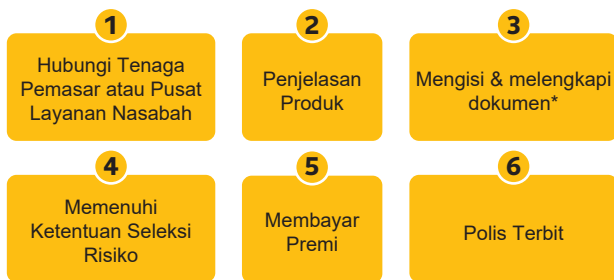 1
Hubungi Tenaga
Pemasar atau Pusat
Layanan Nasabah
2
Penjelasan
Produk
3
Mengisi & melengkapi
dokumen*
4
Memenuhi
Ketentuan Seleksi
Risiko
5
Membayar
Premi
6
Polis Terbit